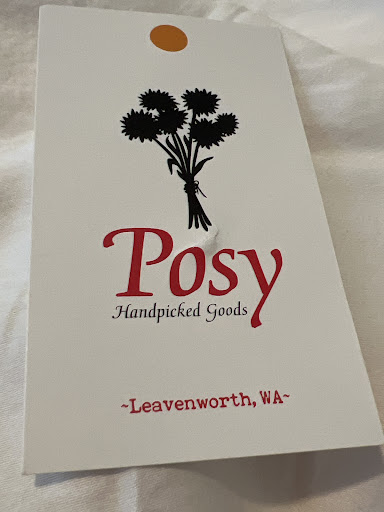 Posy
Handpicked Goods
~Leavenworth, WA~